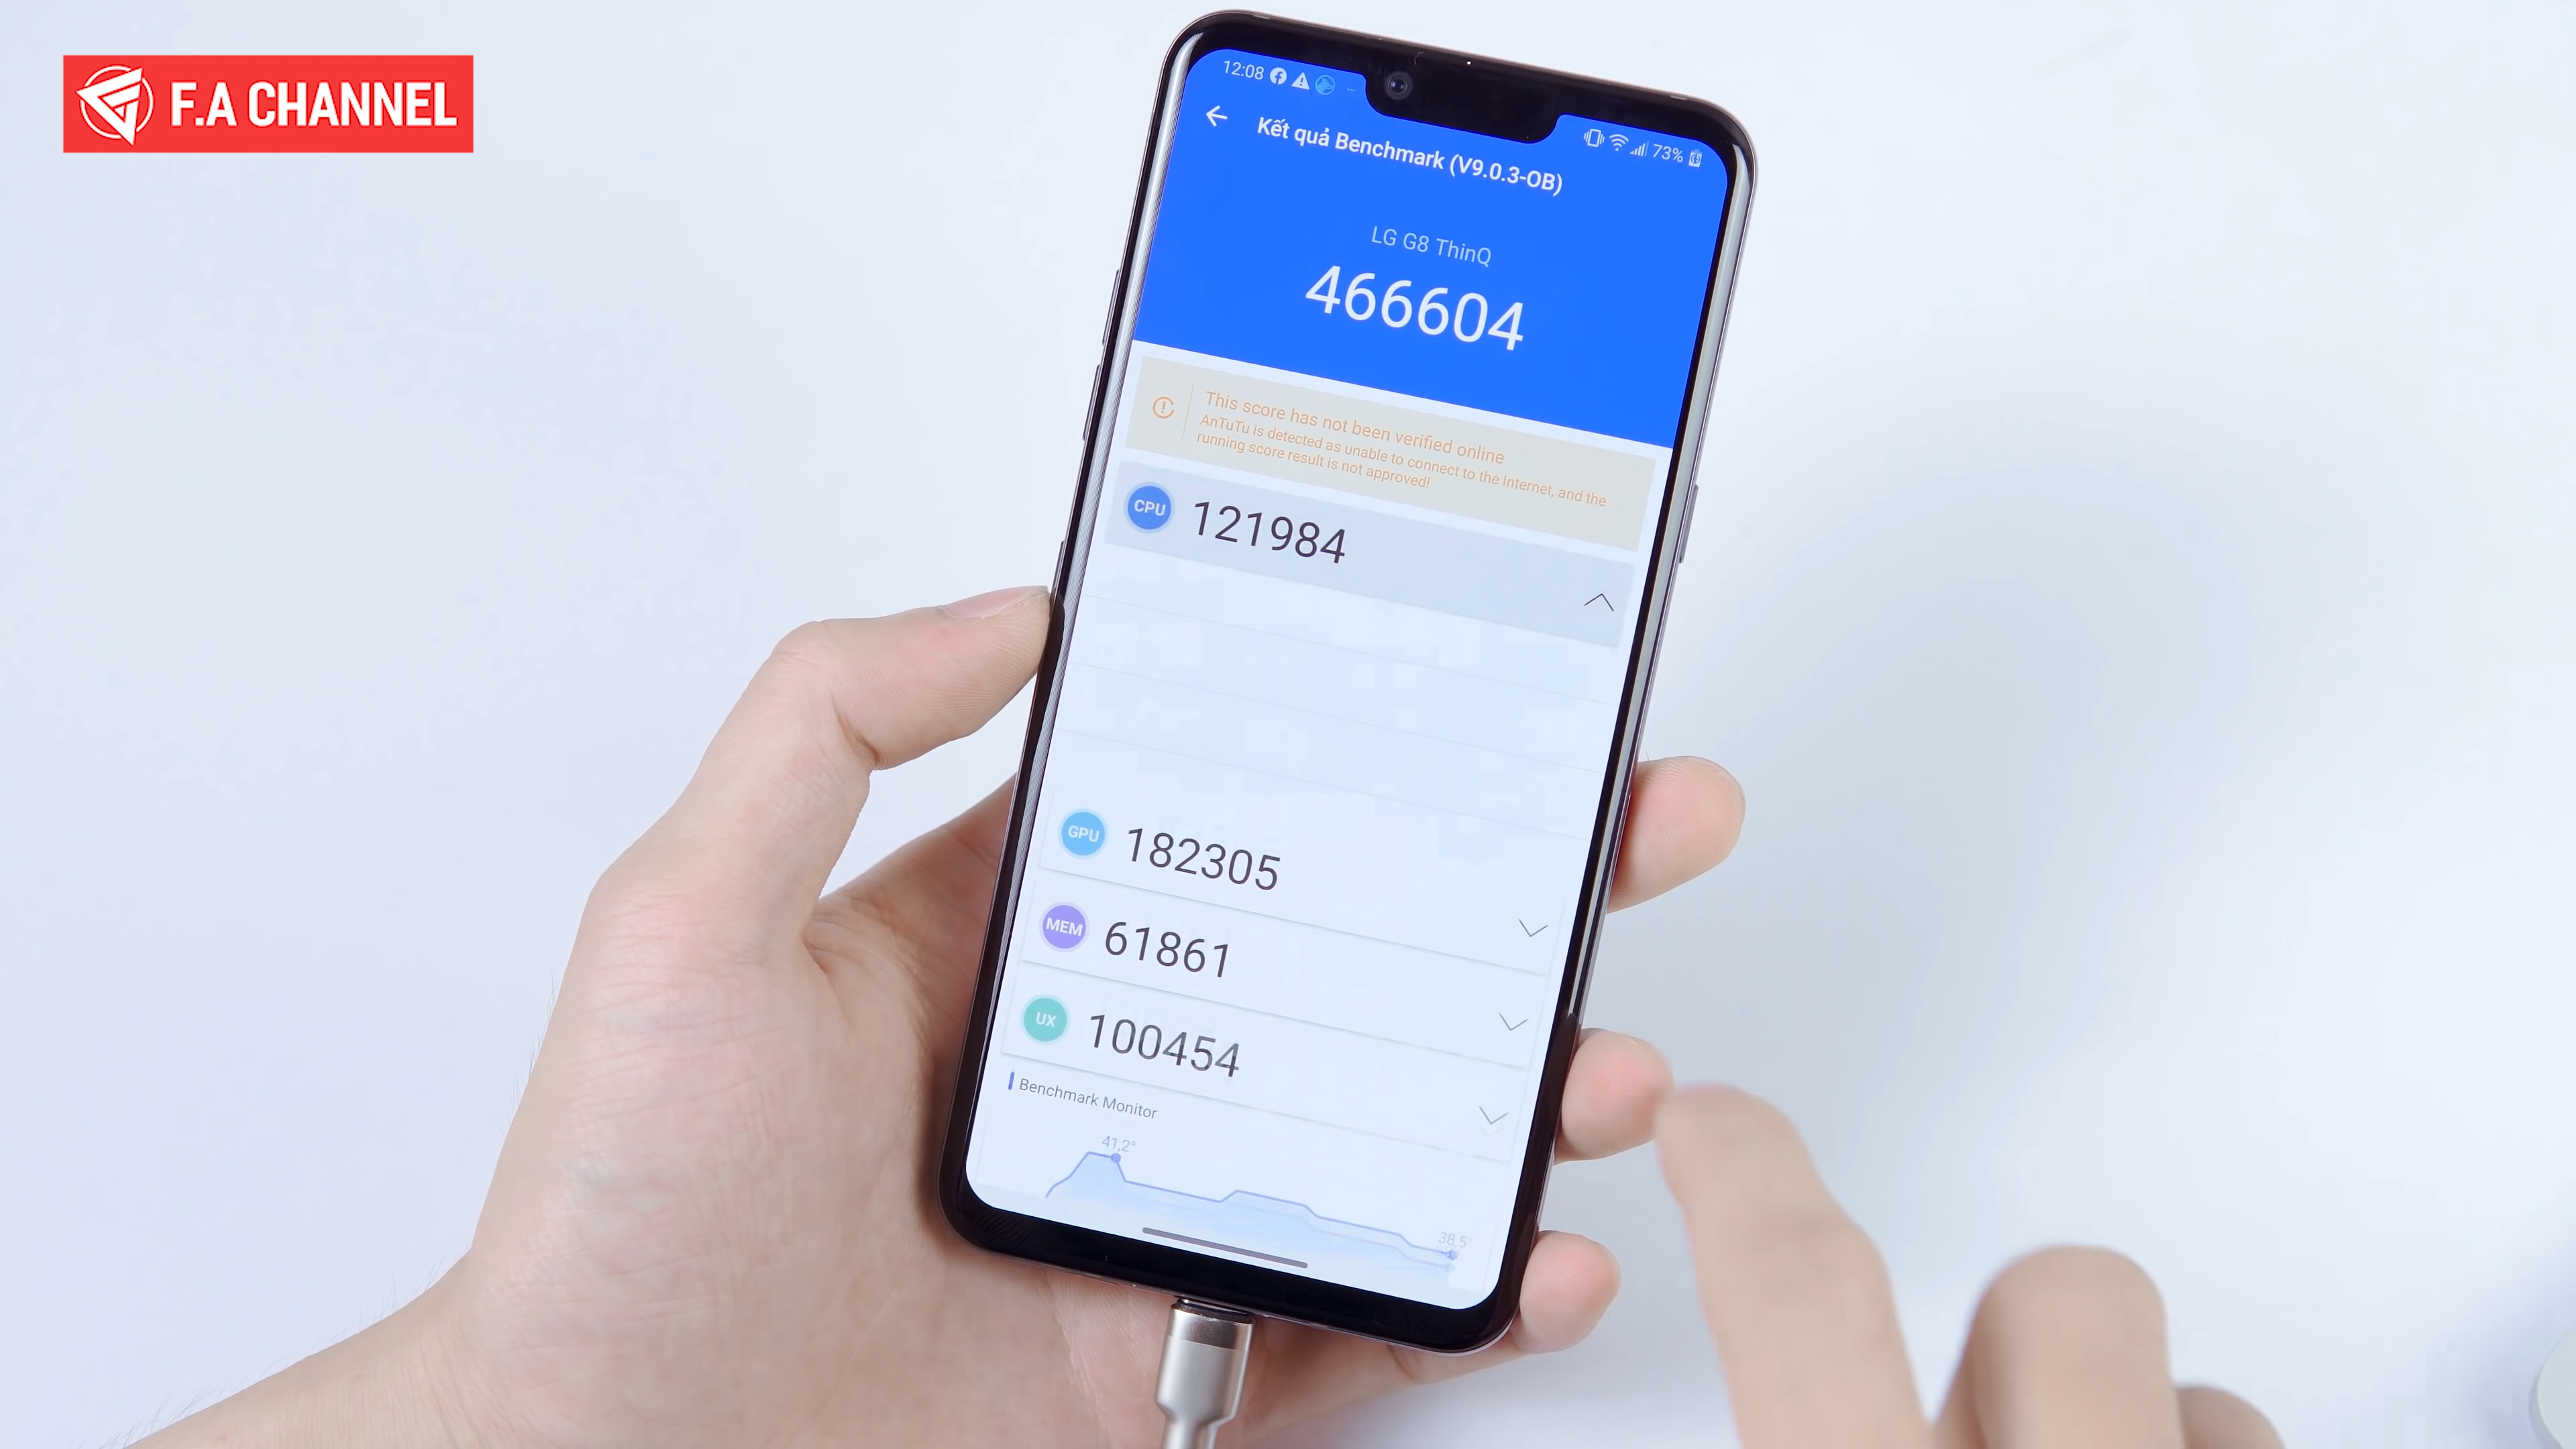 F.A CHANNEL
12:08
73%
Kết quả Benchmark (V9.0.3-OB)
LG G8 ThinQ
466604
This score has not been verified online
AnTuTu is detected as unable to connect to the Internet, and the
running score result is not approved!
CPU 121984
GPU 182305
MEM 61861
UX 100454
Benchmark Monitor
41,2°
38,5°